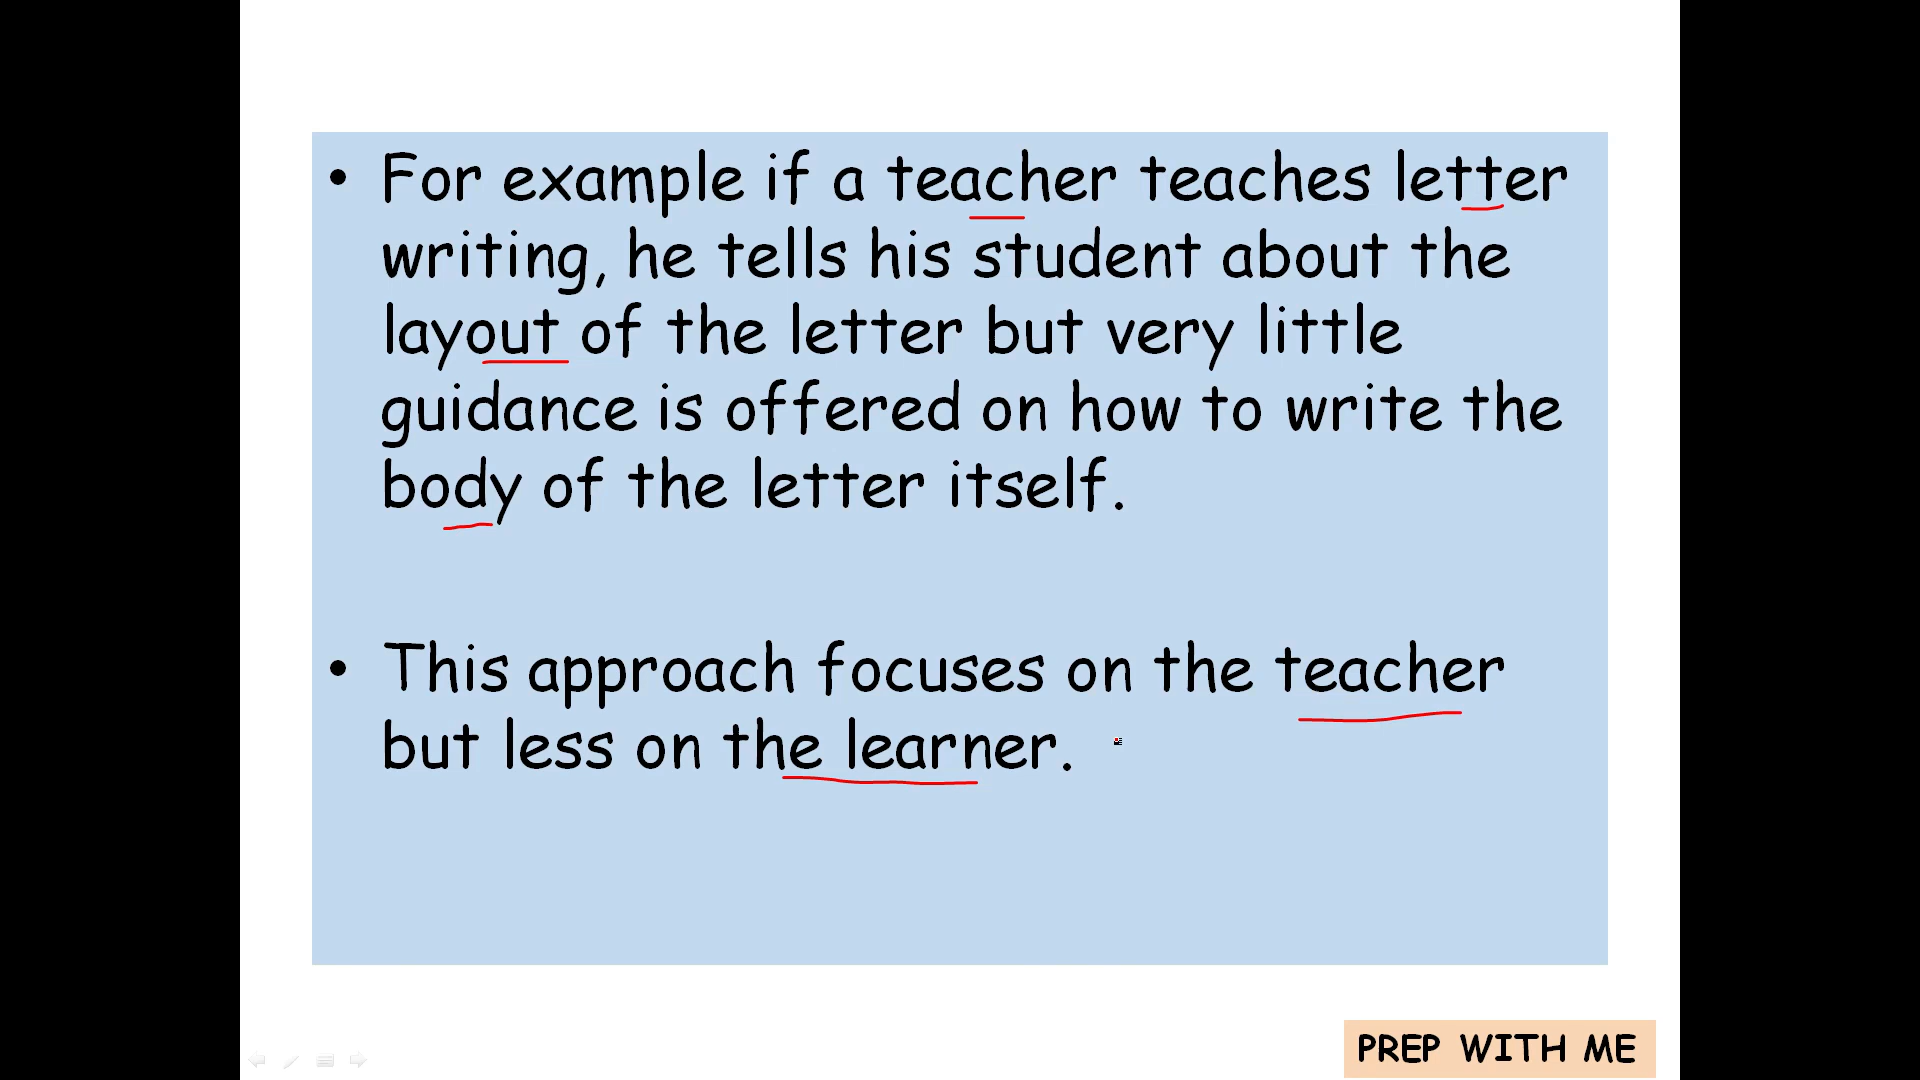 • For example if a teacher teaches letter
writing, he tells his student about the
layout of the letter but very little
guidance is offered on how to write the
body of the letter itself.
• This approach focuses on the teacher
but less on the learner.
PREP WITH ME